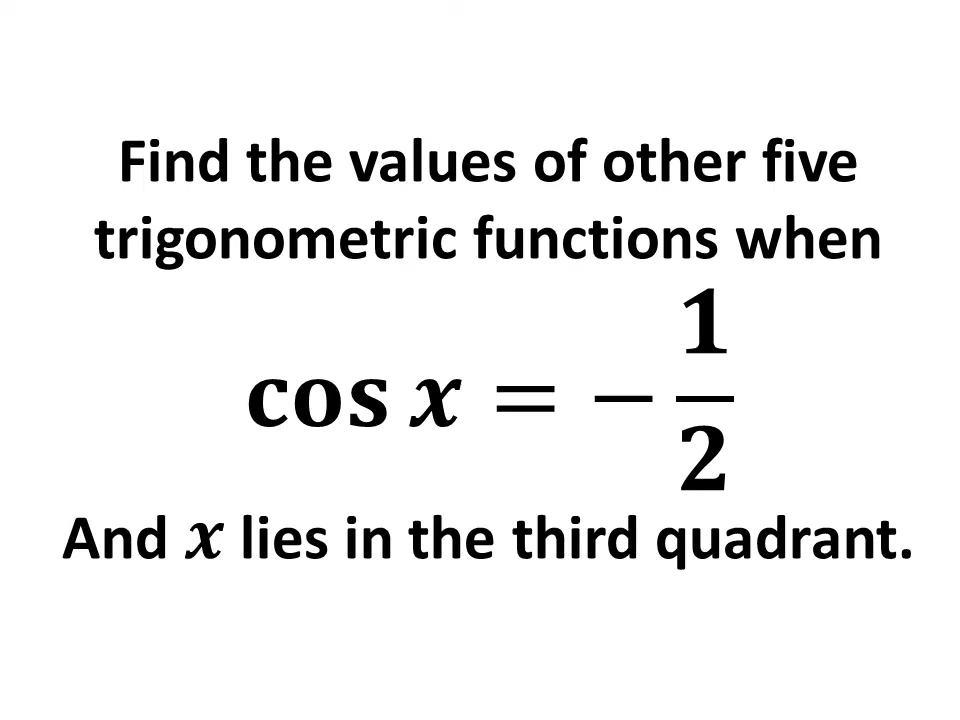 Find the values of other five
trigonometric functions when
cos x = − 1/2
And x lies in the third quadrant.